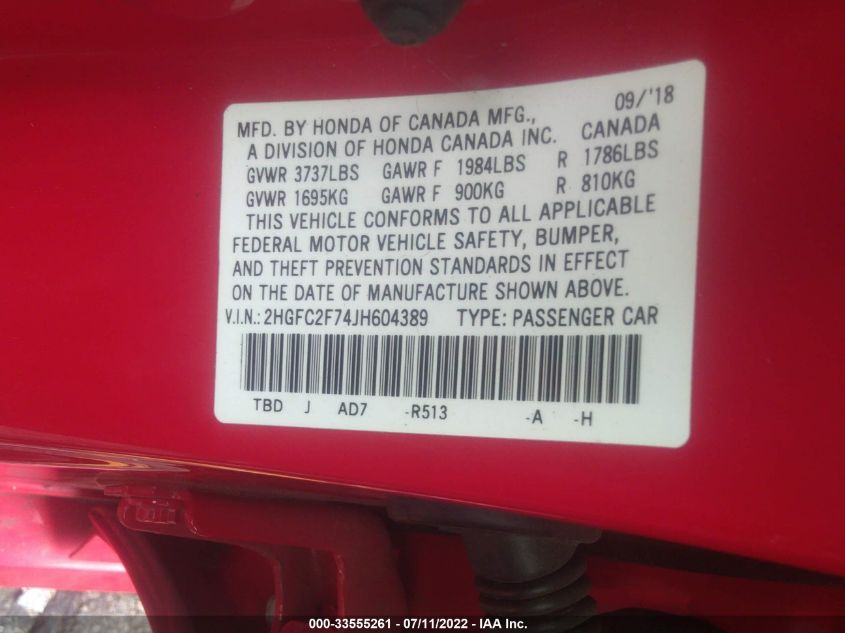 09/'18
MFD. BY HONDA OF CANADA MFG.,
A DIVISION OF HONDA CANADA INC. CANADA
GVWR 3737LBS GAWR F 1984LBS R 1786LBS
GVWR 1695KG GAWR F 900KG R 810KG
THIS VEHICLE CONFORMS TO ALL APPLICABLE
FEDERAL MOTOR VEHICLE SAFETY, BUMPER,
AND THEFT PREVENTION STANDARDS IN EFFECT
ON THE DATE OF MANUFACTURE SHOWN ABOVE.
V.I.N.: 2HGFC2F74JH604389 TYPE: PASSENGER CAR
TBD J AD7 -R513 -A -H
000-33555261 - 07/11/2022 - IAA Inc.